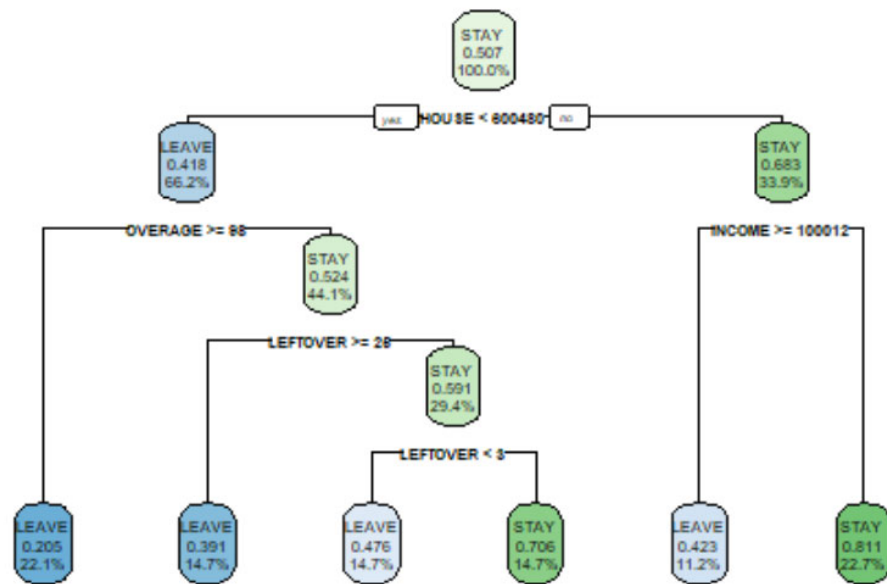 STAY
0.507
100.0%
yes HOUSE < 600480 no
LEAVE
0.418
66.2%
STAY
0.683
33.9%
OVERAGE >= 98
INCOME >= 100012
STAY
0.524
44.1%
LEFTOVER >= 26
STAY
0.591
29.4%
LEFTOVER < 3
LEAVE
0.205
22.1%
LEAVE
0.391
14.7%
LEAVE
0.476
14.7%
STAY
0.706
14.7%
LEAVE
0.423
11.2%
STAY
0.811
22.7%